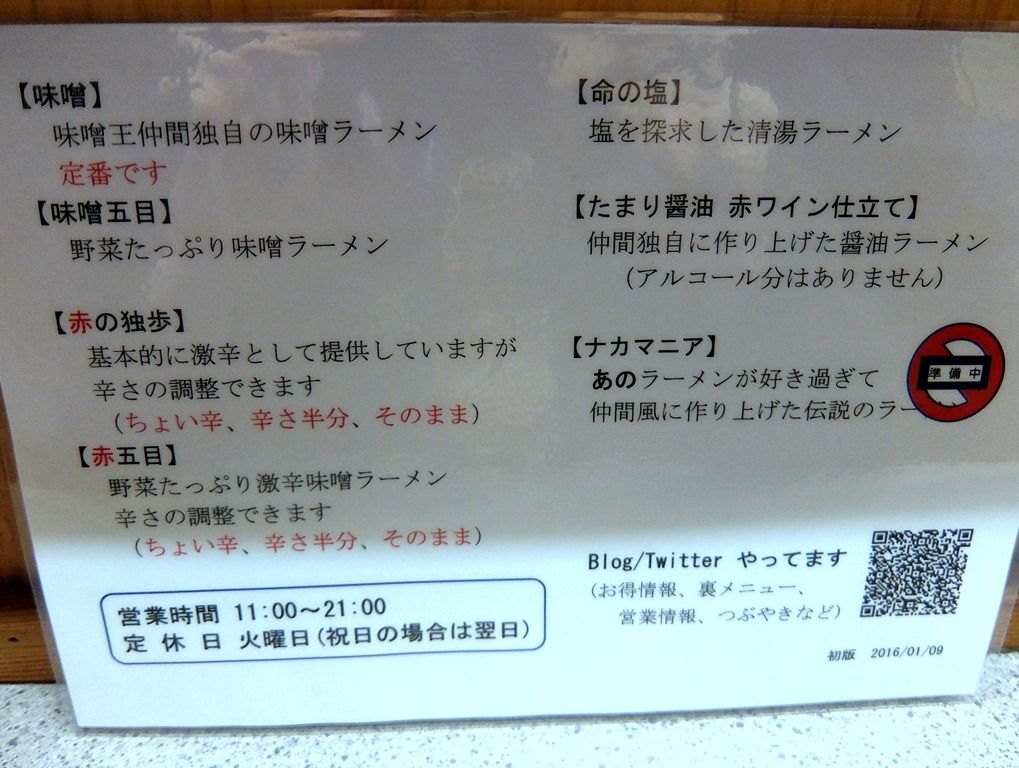 【味噌】
味噌王仲間独自の味噌ラーメン
定番です
【味噌五目】
野菜たっぷり味噌ラーメン
【赤の独歩】
基本的に激辛として提供していますが
辛さの調整できます
（ちょい辛、辛さ半分、そのまま）
【赤五目】
野菜たっぷり激辛味噌ラーメン
辛さの調整できます
（ちょい辛、辛さ半分、そのまま）
営業時間 11:00～21:00
定 休 日 火曜日(祝日の場合は翌日)
【命の塩】
塩を探求した清湯ラーメン
【たまり醤油 赤ワイン仕立て】
仲間独自に作り上げた醤油ラーメン
（アルコール分はありません）
【ナカマニア】
あのラーメンが好き過ぎて
仲間風に作り上げた伝説のラー
準備中
Blog/Twitter やってます
（お得情報、裏メニュー、
営業情報、つぶやきなど）
初版 2016/01/09